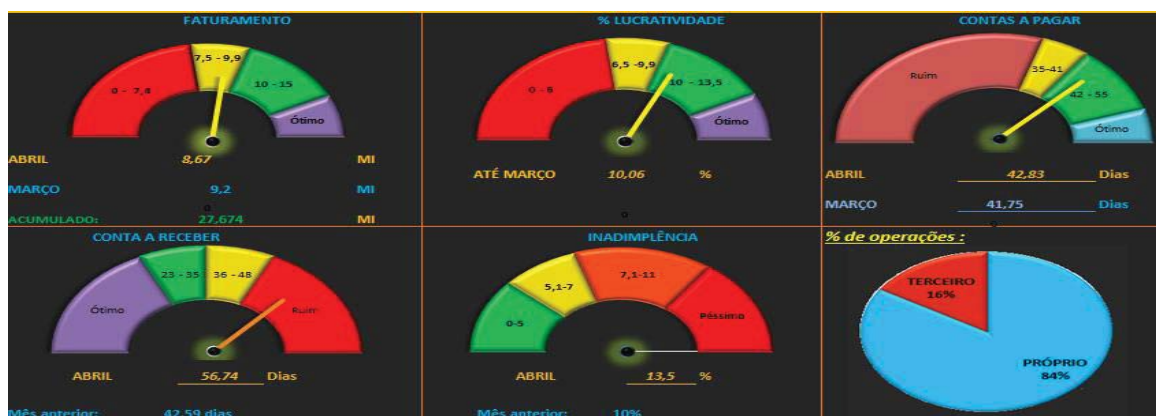 FATURAMENTO
0 - 7,4
7,5 - 9,9
10 - 15
Ótimo
ABRIL 8,67 MI
MARÇO 9,2 MI
0
ACUMULADO: 27,674 MI
% LUCRATIVIDADE
0 - 6
6,5 -9,9
10 - 13,5
Ótimo
ATÉ MARÇO 10,06 %
0
CONTAS A PAGAR
Ruim
35-41
42 - 55
Ótimo
ABRIL 42,83 Dias
MARÇO 41,75 Dias
CONTA A RECEBER
Ótimo
23 - 35
36 - 48
Ruim
ABRIL 56,74 Dias
Mês anterior: 42,59 dias
INADIMPLÊNCIA
0-5
5,1-7
7,1-11
Péssimo
ABRIL 13,5 %
Mês anterior: 10%
% de operações :
TERCEIRO
16%
PRÓPRIO
84%